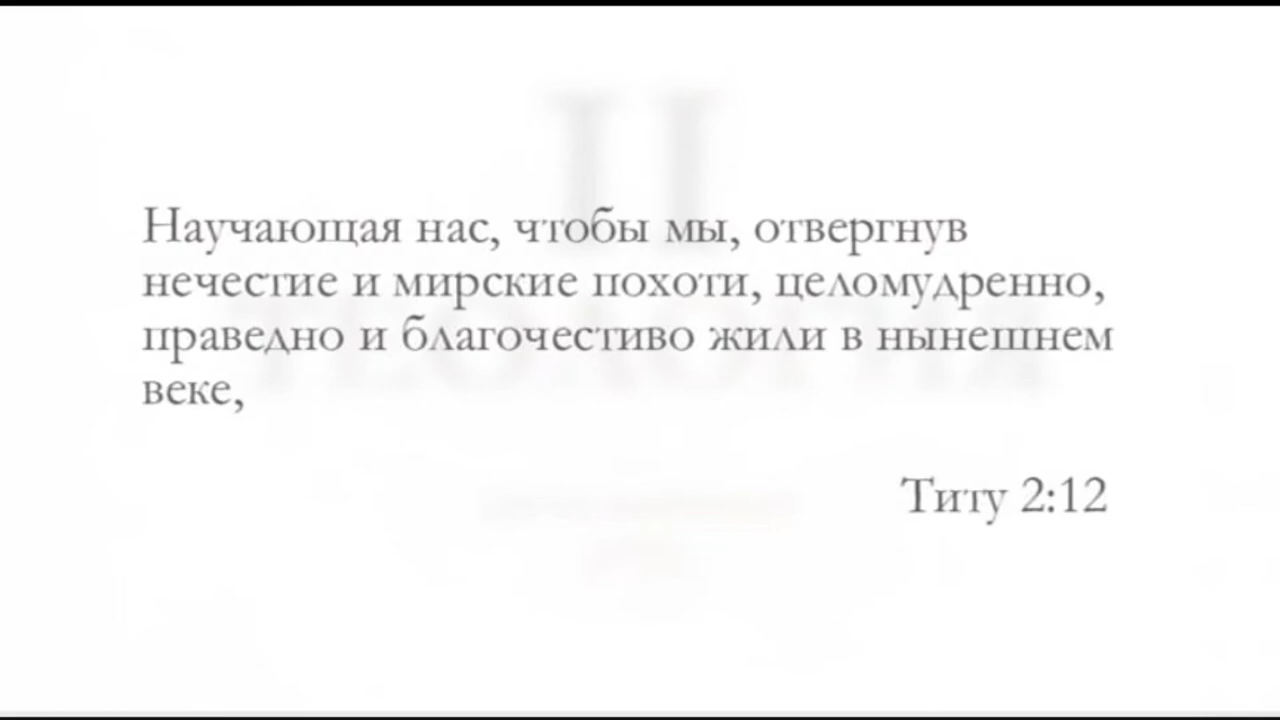 Научающая нас, чтобы мы, отвергнув
нечестие и мирские похоти, целомудренно,
праведно и благочестиво жили в нынешнем
веке,
Титу 2:12